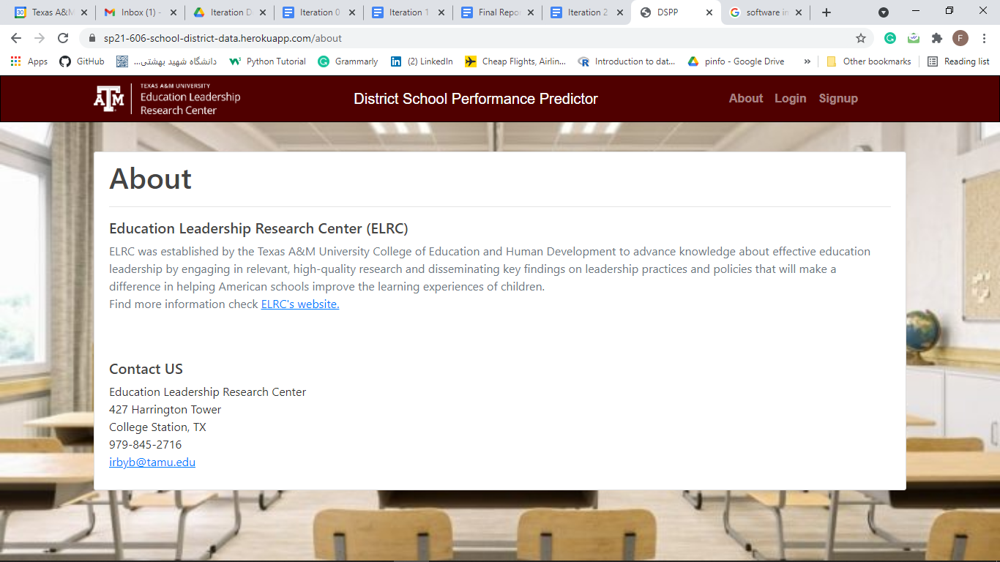 Texas A&M
Inbox (1) -
Iteration D
Iteration 0
Iteration 1
Final Repo
Iteration 2
DSPP
software in
sp21-606-school-district-data.herokuapp.com/about
F
Apps
GitHub
دانشگاه شهید بهشتی...
Python Tutorial
Grammarly
(2) LinkedIn
Cheap Flights, Airlin...
Introduction to dat...
pinfo - Google Drive
»
Other bookmarks
Reading list
ATM
TEXAS A&M UNIVERSITY
Education Leadership
Research Center
District School Performance Predictor
About
Login
Signup
About
Education Leadership Research Center (ELRC)
ELRC was established by the Texas A&M University College of Education and Human Development to advance knowledge about effective education
leadership by engaging in relevant, high-quality research and disseminating key findings on leadership practices and policies that will make a
difference in helping American schools improve the learning experiences of children.
Find more information check ELRC's website.
Contact US
Education Leadership Research Center
427 Harrington Tower
College Station, TX
979-845-2716
irbyb@tamu.edu